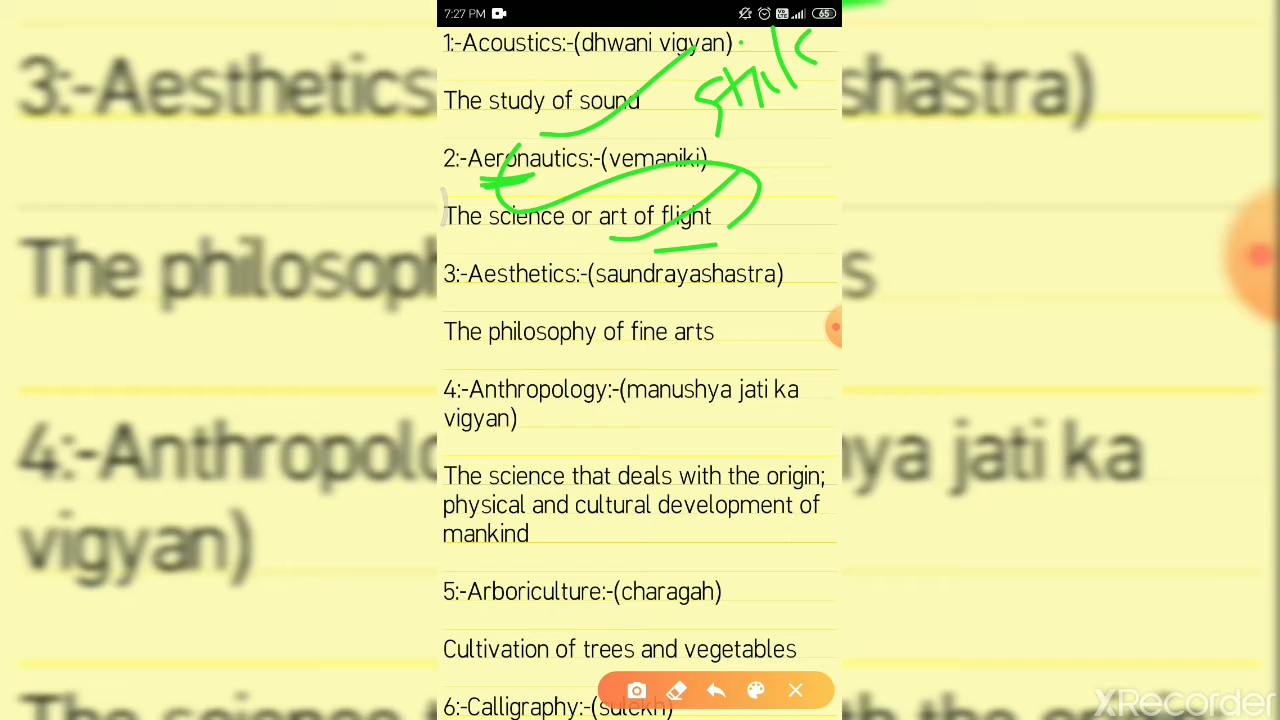 7:27 PM
65
1:-Acoustics:-(dhwani vigyan)
The study of sound
2:-Aeronautics:-(vemaniki)
The science or art of flight
3:-Aesthetics:-(saundrayashastra)
The philosophy of fine arts
4:-Anthropology:-(manushya jati ka
vigyan)
The science that deals with the origin;
physical and cultural development of
mankind
5:-Arboriculture:-(charagah)
Cultivation of trees and vegetables
6:-Calligraphy:-(sulekh)
XRecorder